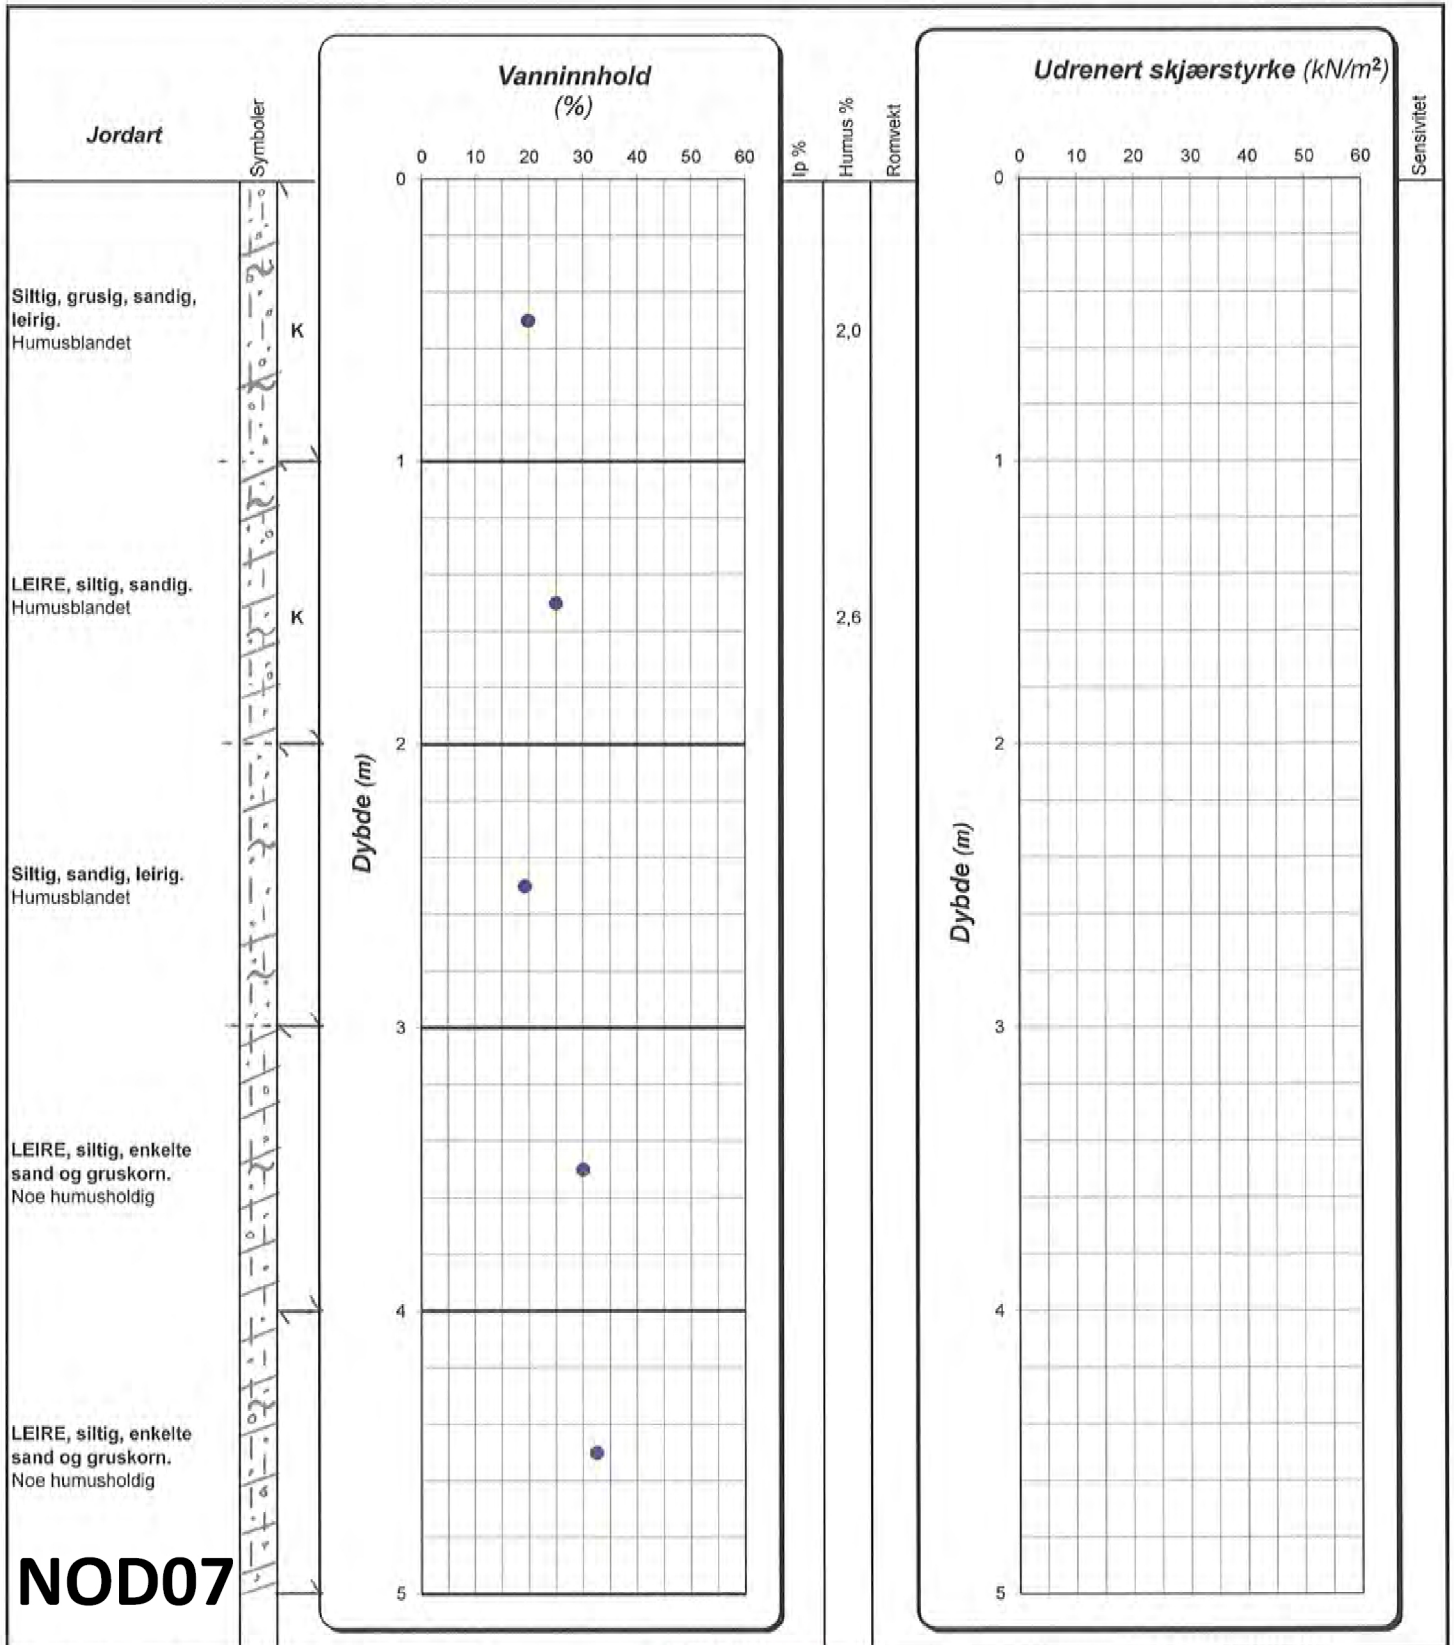 Jordart
Symboler
Vanninnhold
(%)
0 10 20 30 40 50 60
Ip %
Humus %
Romvekt
Udrenert skjærstyrke (kN/m²)
0 10 20 30 40 50 60
Sensivitet
0
0
Siltig, grusig, sandig,
leirig.
Humusblandet
K
2,0
1
1
LEIRE, siltig, sandig.
Humusblandet
K
2,6
2
2
Dybde (m)
Dybde (m)
Siltig, sandig, leirig.
Humusblandet
3
3
LEIRE, siltig, enkelte
sand og gruskorn.
Noe humusholdig
4
4
LEIRE, siltig, enkelte
sand og gruskorn.
Noe humusholdig
NOD07
5
5